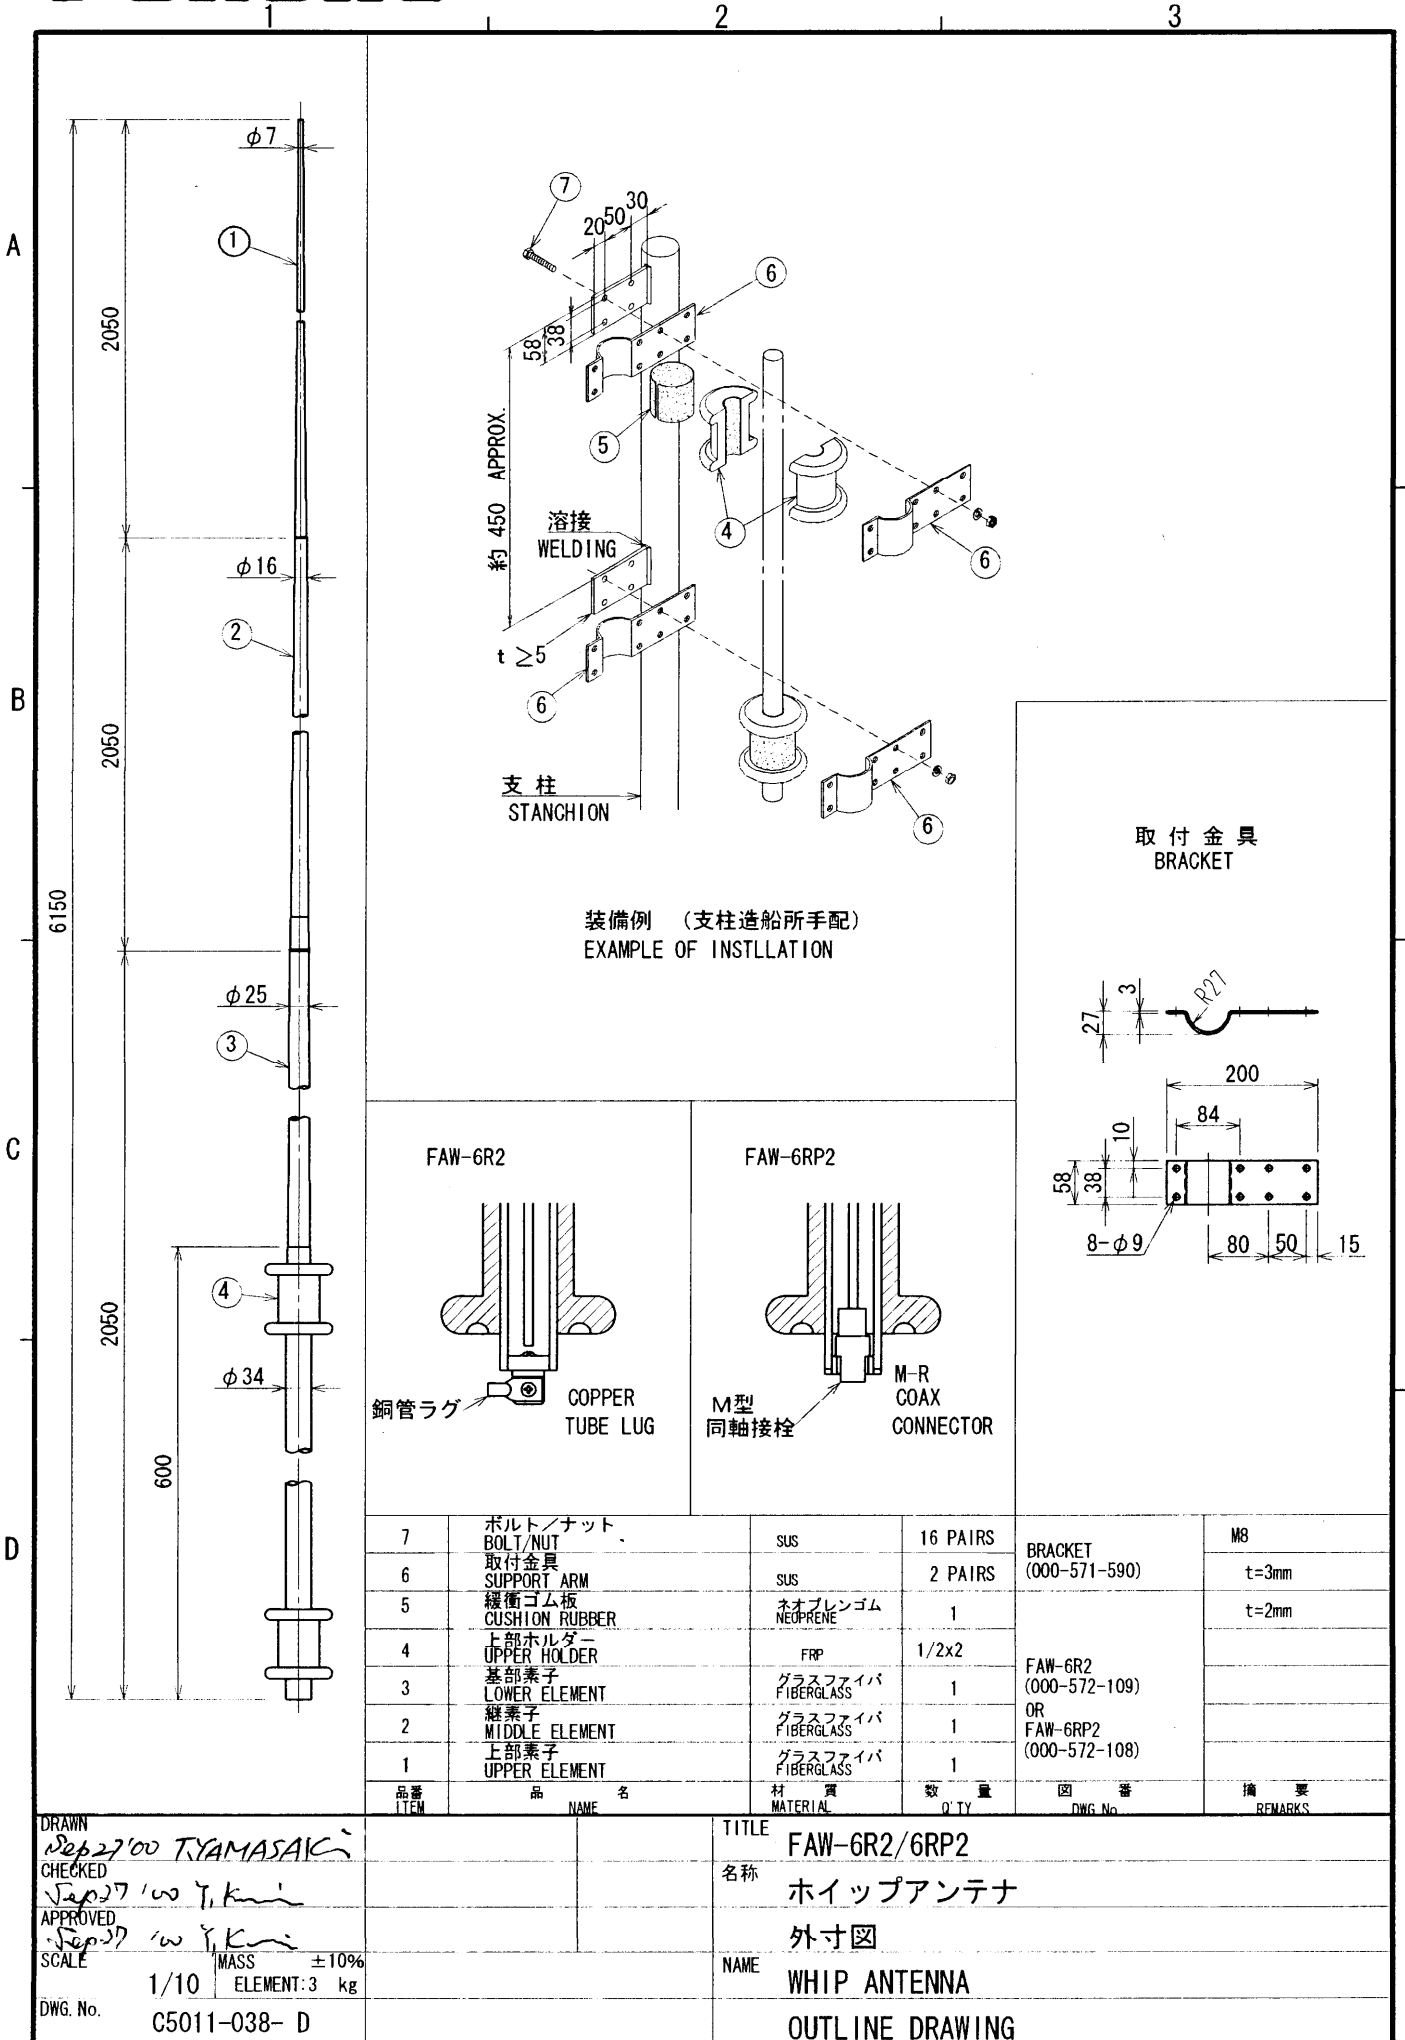 1
2
3
A
B
C
D
φ7
1
2050
φ16
2
2050
6150
φ25
3
4
2050
φ34
600
7
20
50
30
6
58
38
5
約 450 APPROX.
4
溶接
WELDING
6
t ≥5
6
支柱
STANCHION
6
装備例 (支柱造船所手配)
EXAMPLE OF INSTLLATION
取付金具
BRACKET
3
27
R27
200
84
10
58
38
8-φ9
80
50
15
FAW-6R2
銅管ラグ
COPPER
TUBE LUG
FAW-6RP2
M型
同軸接栓
M-R
COAX
CONNECTOR
7 ボルト/ナット BOLT/NUT SUS 16 PAIRS BRACKET (000-571-590) M8
6 取付金具 SUPPORT ARM SUS 2 PAIRS t=3mm
5 緩衝ゴム板 CUSHION RUBBER ネオプレンゴム NEOPRENE 1 t=2mm
4 上部ホルダー UPPER HOLDER FRP 1/2x2
3 基部素子 LOWER ELEMENT グラスファイバ FIBERGLASS 1
2 継素子 MIDDLE ELEMENT グラスファイバ FIBERGLASS 1
1 上部素子 UPPER ELEMENT グラスファイバ FIBERGLASS 1
FAW-6R2
(000-572-109)
OR
FAW-6RP2
(000-572-108)
品番 品名 材質 数量 図番 摘要
ITEM NAME MATERIAL Q'TY DWG.No. REMARKS
DRAWN
Sep 27 '00 T.YAMASAKI
CHECKED
Sep 27 '00
APPROVED
Sep 27 '00
SCALE
1/10
MASS ±10%
ELEMENT:3 kg
DWG. No.
C5011-038- D
TITLE
FAW-6R2/6RP2
名称
ホイップアンテナ
外寸図
NAME
WHIP ANTENNA
OUTLINE DRAWING